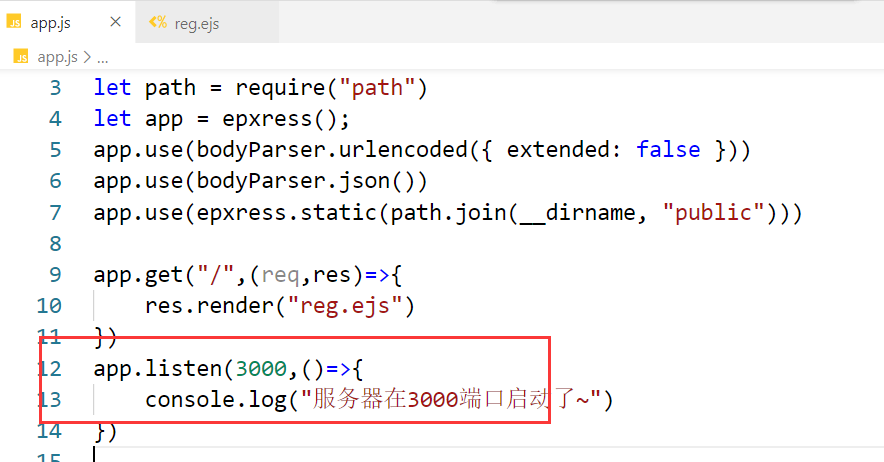 JS app.js × <% reg.ejs
JS app.js > ...
3 let path = require("path")
4 let app = epxress();
5 app.use(bodyParser.urlencoded({ extended: false }))
6 app.use(bodyParser.json())
7 app.use(epxress.static(path.join(__dirname, "public")))
8
9 app.get("/",(req,res)=>{
10 res.render("reg.ejs")
11 })
12 app.listen(3000,()=>{
13 console.log("服务器在3000端口启动了~")
14 })
15